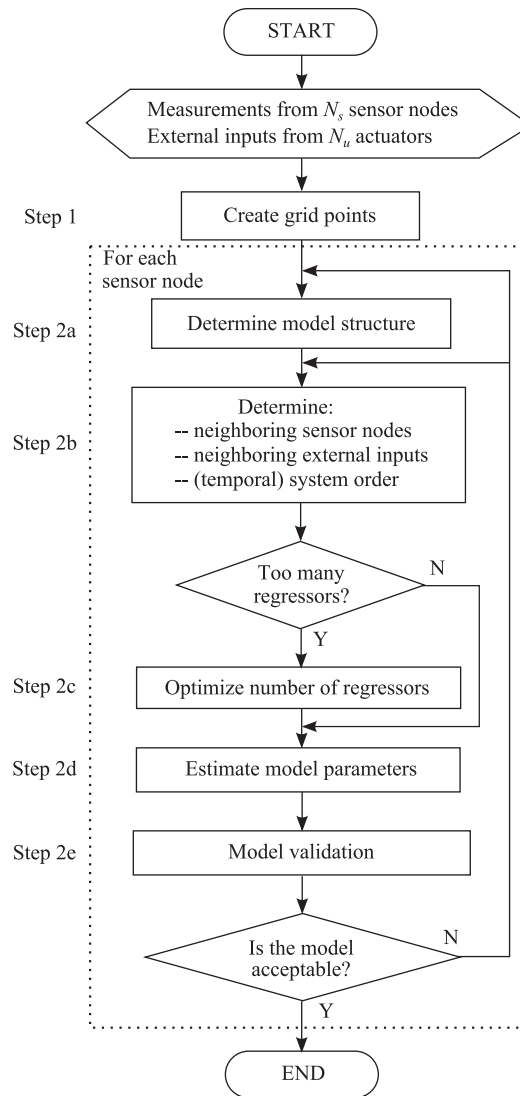 START
Measurements from Nₛ sensor nodes
External inputs from Nᵤ actuators
Step 1
Create grid points
For each
sensor node
Step 2a
Determine model structure
Step 2b
Determine:
-- neighboring sensor nodes
-- neighboring external inputs
-- (temporal) system order
Too many
regressors?
N
Y
Step 2c
Optimize number of regressors
Step 2d
Estimate model parameters
Step 2e
Model validation
Is the model
acceptable?
N
Y
END